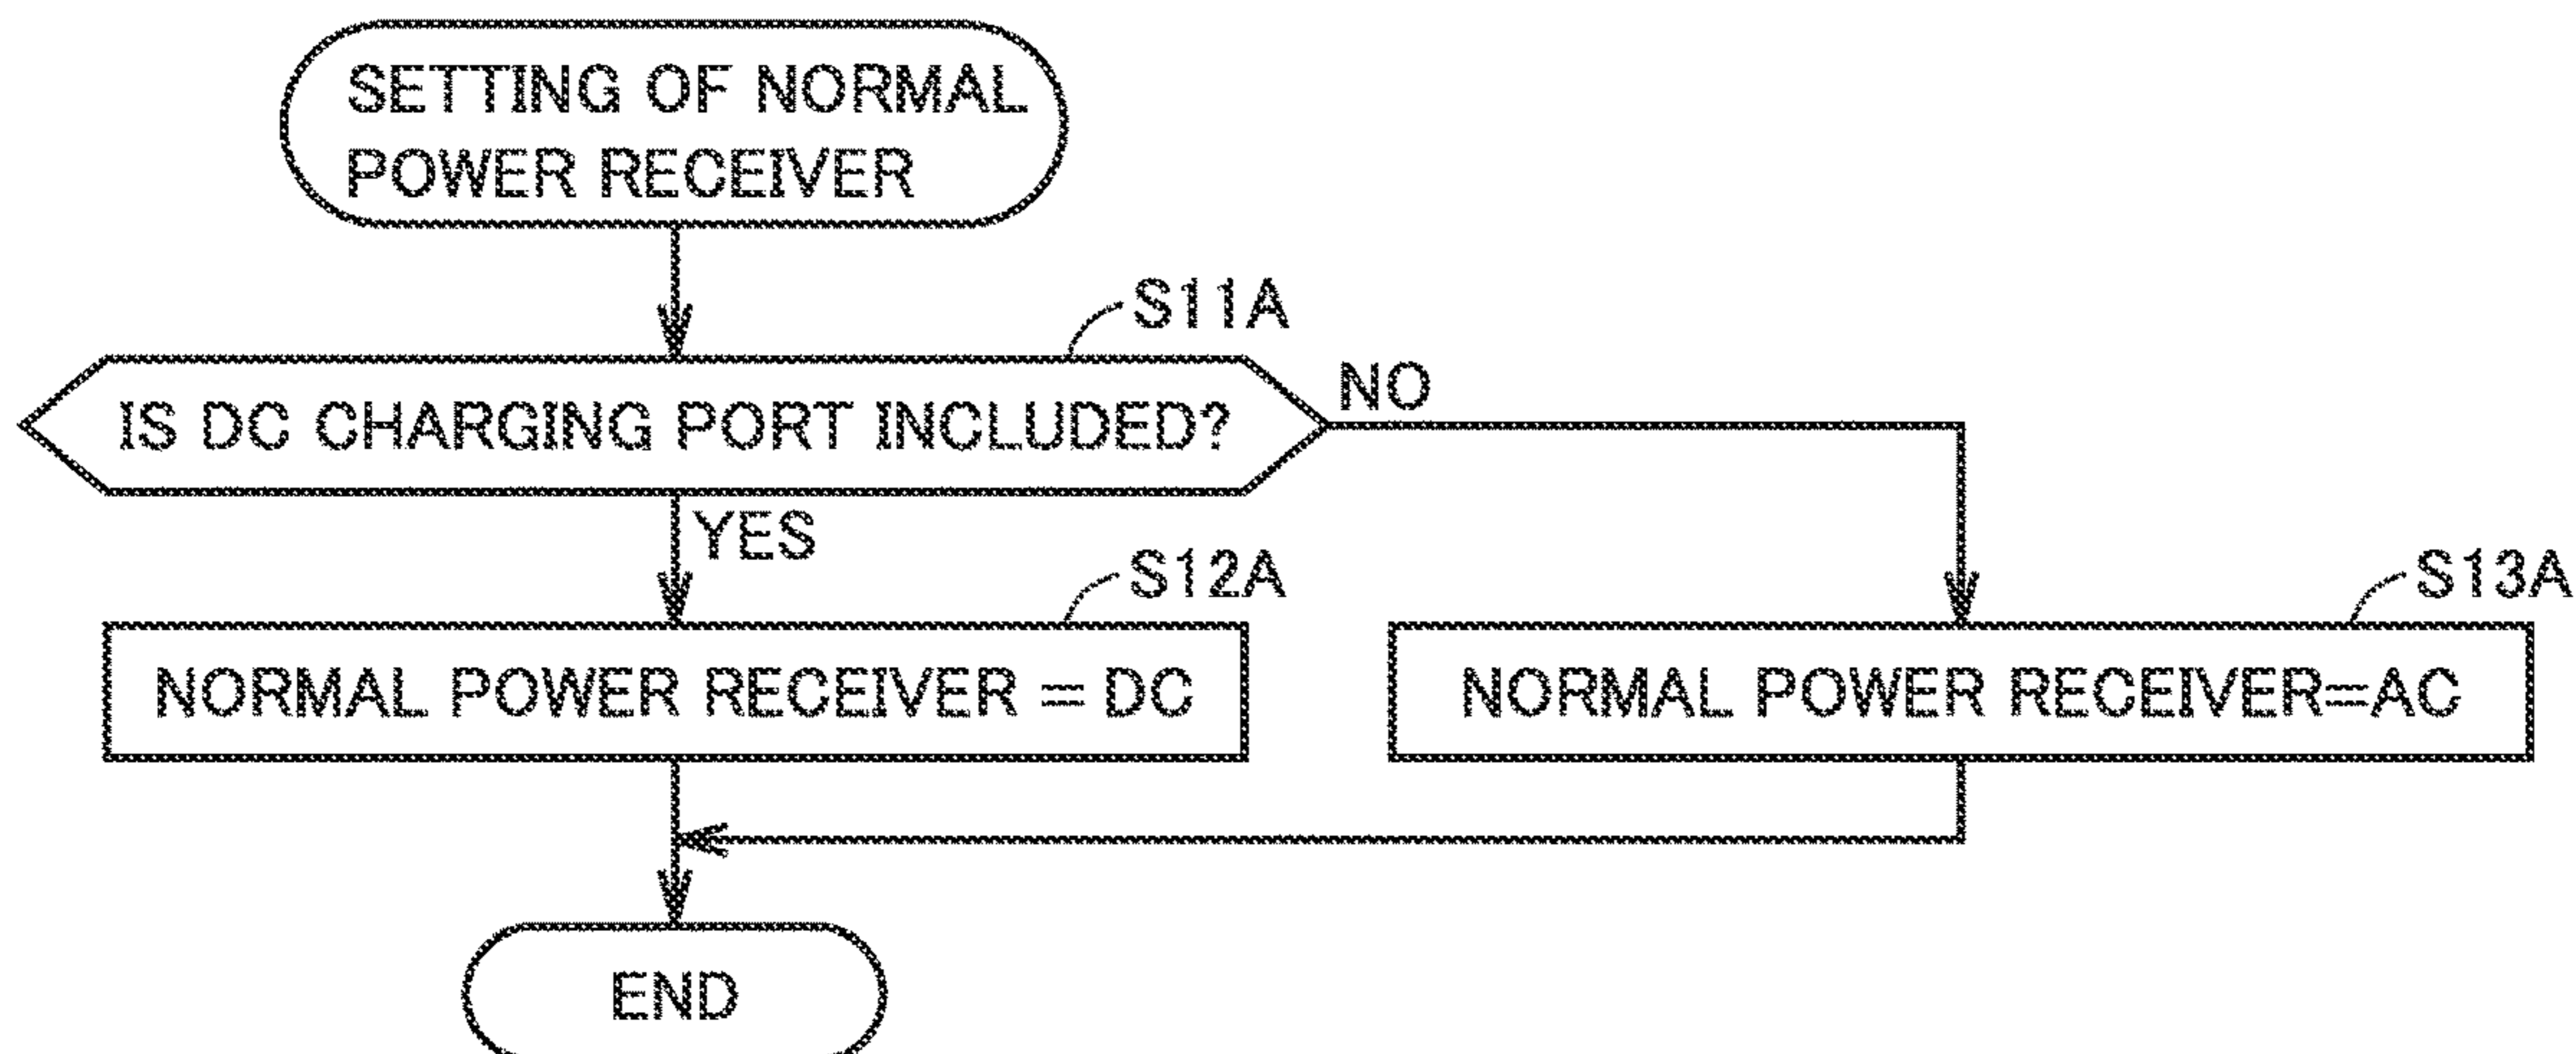 SETTING OF NORMAL
POWER RECEIVER
S11A
IS DC CHARGING PORT INCLUDED?
NO
YES
S12A
S13A
NORMAL POWER RECEIVER = DC
NORMAL POWER RECEIVER=AC
END